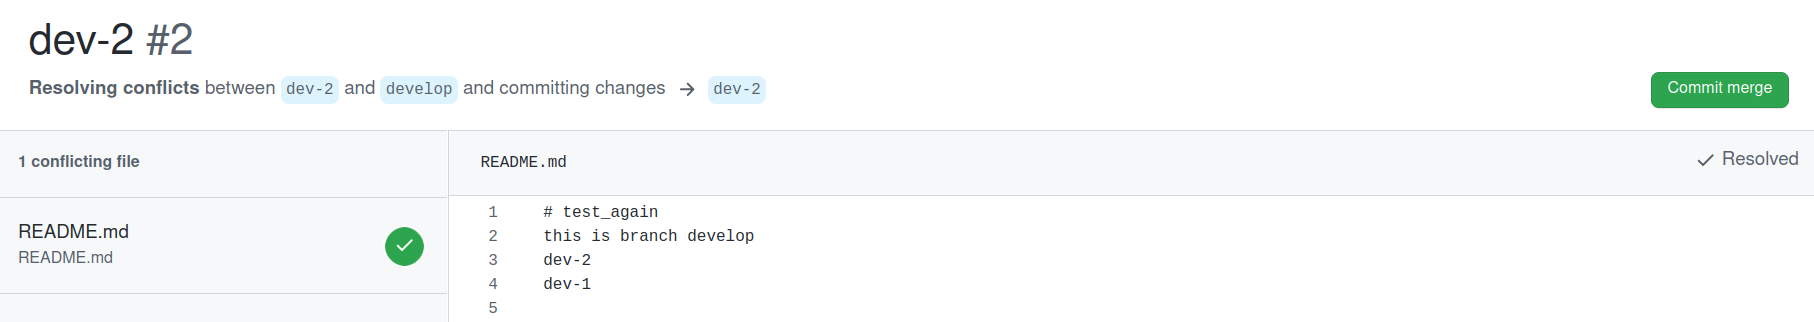 dev-2 #2
Resolving conflicts between dev-2 and develop and committing changes → dev-2
Commit merge
1 conflicting file
README.md
README.md
README.md
Resolved
1 # test_again
2 this is branch develop
3 dev-2
4 dev-1
5